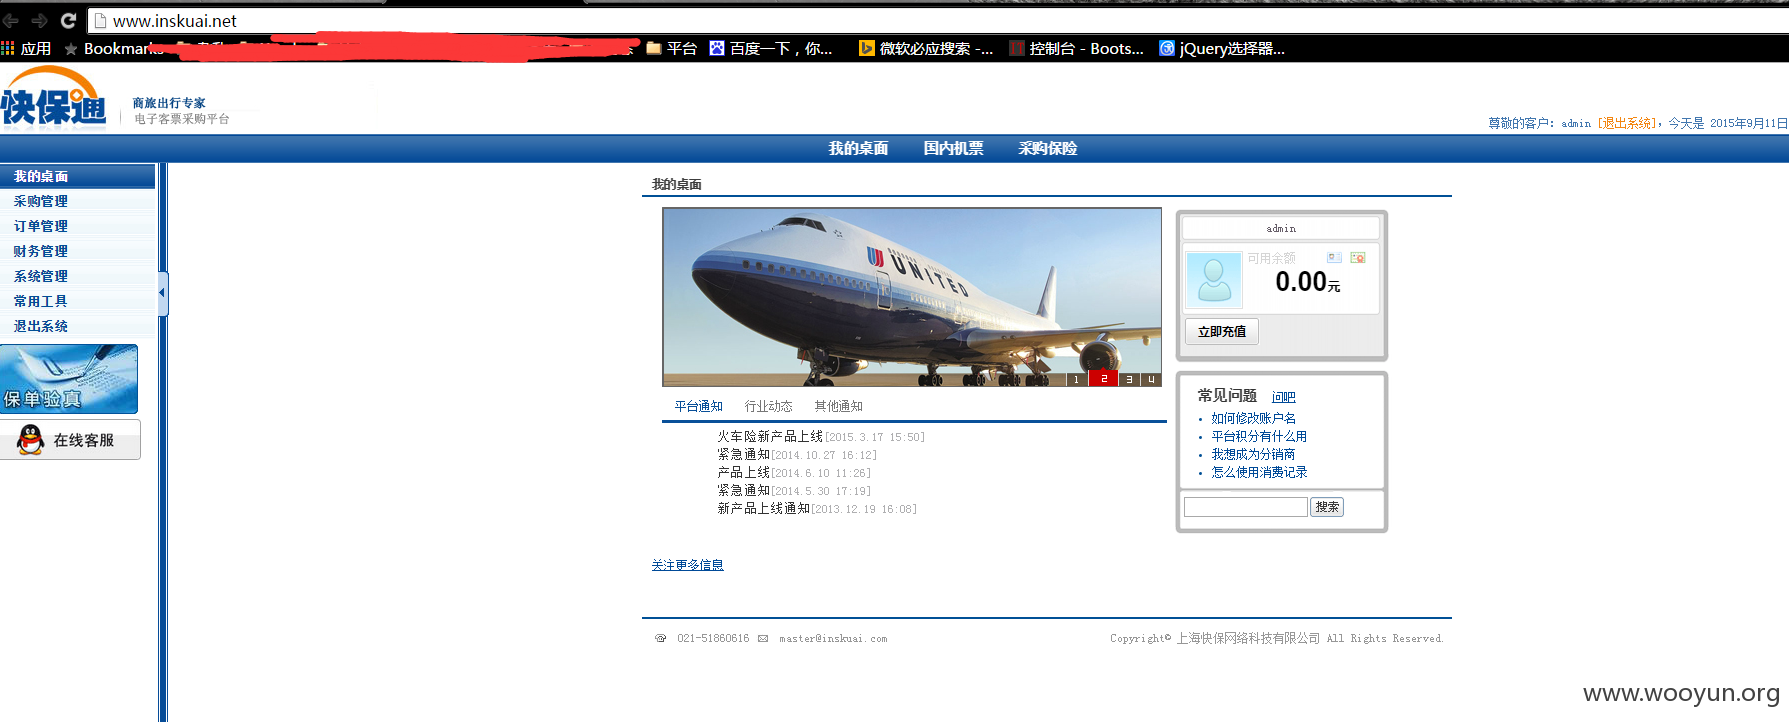 www.inskuai.net
应用 Bookmarks 平台 百度一下，你... 微软必应搜索 -... 控制台 - Boots... jQuery选择器...
快保通
商旅出行专家
电子客票采购平台
尊敬的客户: admin [退出系统], 今天是 2015年9月11日
我的桌面 国内机票 采购保险
我的桌面
采购管理
订单管理
财务管理
系统管理
常用工具
退出系统
保单验真
在线客服
我的桌面
UNITED
1 2 3 4
平台通知 行业动态 其他通知
火车险新产品上线[2015.3.17 15:50]
紧急通知[2014.10.27 16:12]
产品上线[2014.6.10 11:26]
紧急通知[2014.5.30 17:19]
新产品上线通知[2013.12.19 16:08]
关注更多信息
admin
可用余额
0.00元
立即充值
常见问题 问吧
如何修改账户名
平台积分有什么用
我想成为分销商
怎么使用消费记录
搜索
021-51860616 master@inskuai.com
Copyright© 上海快保网络科技有限公司 All Rights Reserved.
www.wooyun.org